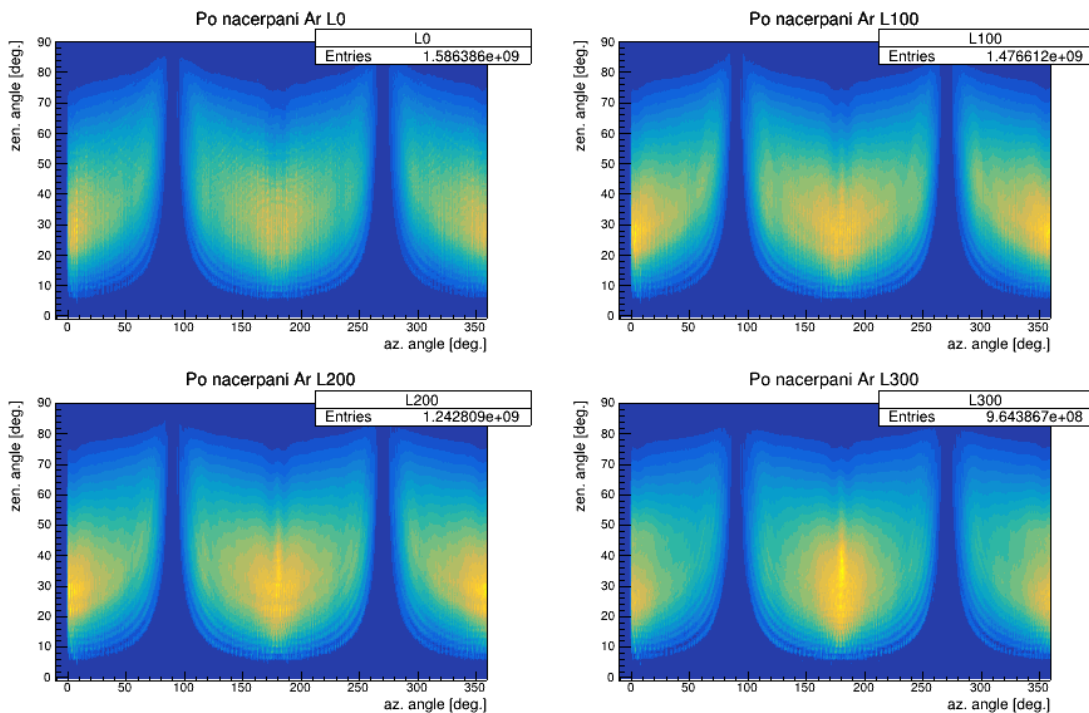 Po nacerpani Ar L0
L0
Entries 1.586386e+09
zen. angle [deg.]
90
80
70
60
50
40
30
20
10
0
0 50 100 150 200 250 300 350
az. angle [deg.]
Po nacerpani Ar L100
L100
Entries 1.476612e+09
zen. angle [deg.]
90
80
70
60
50
40
30
20
10
0
0 50 100 150 200 250 300 350
az. angle [deg.]
Po nacerpani Ar L200
L200
Entries 1.242809e+09
zen. angle [deg.]
90
80
70
60
50
40
30
20
10
0
0 50 100 150 200 250 300 350
az. angle [deg.]
Po nacerpani Ar L300
L300
Entries 9.643867e+08
zen. angle [deg.]
90
80
70
60
50
40
30
20
10
0
0 50 100 150 200 250 300 350
az. angle [deg.]